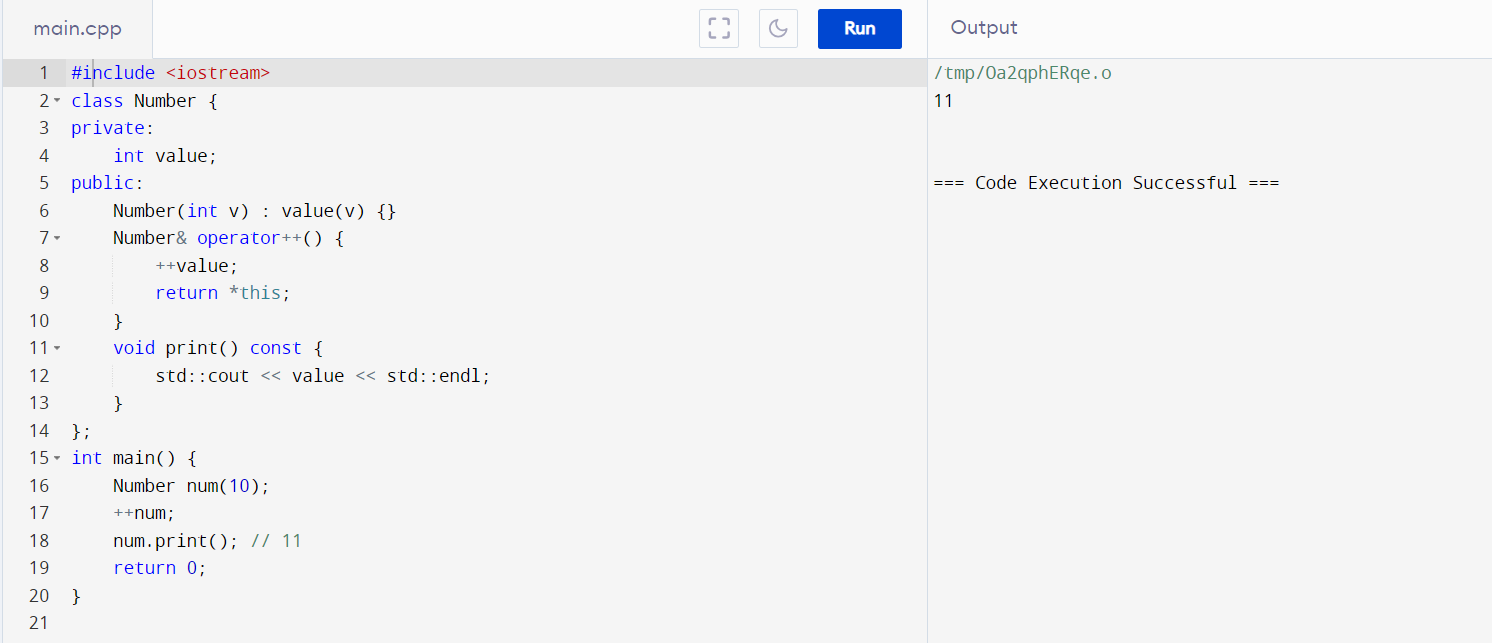 main.cpp
Run
Output
1 #include <iostream>
2 class Number {
3 private:
4     int value;
5 public:
6     Number(int v) : value(v) {}
7     Number& operator++() {
8         ++value;
9         return *this;
10     }
11     void print() const {
12         std::cout << value << std::endl;
13     }
14 };
15 int main() {
16     Number num(10);
17     ++num;
18     num.print(); // 11
19     return 0;
20 }
21
/tmp/Oa2qphERqe.o
11
=== Code Execution Successful ===